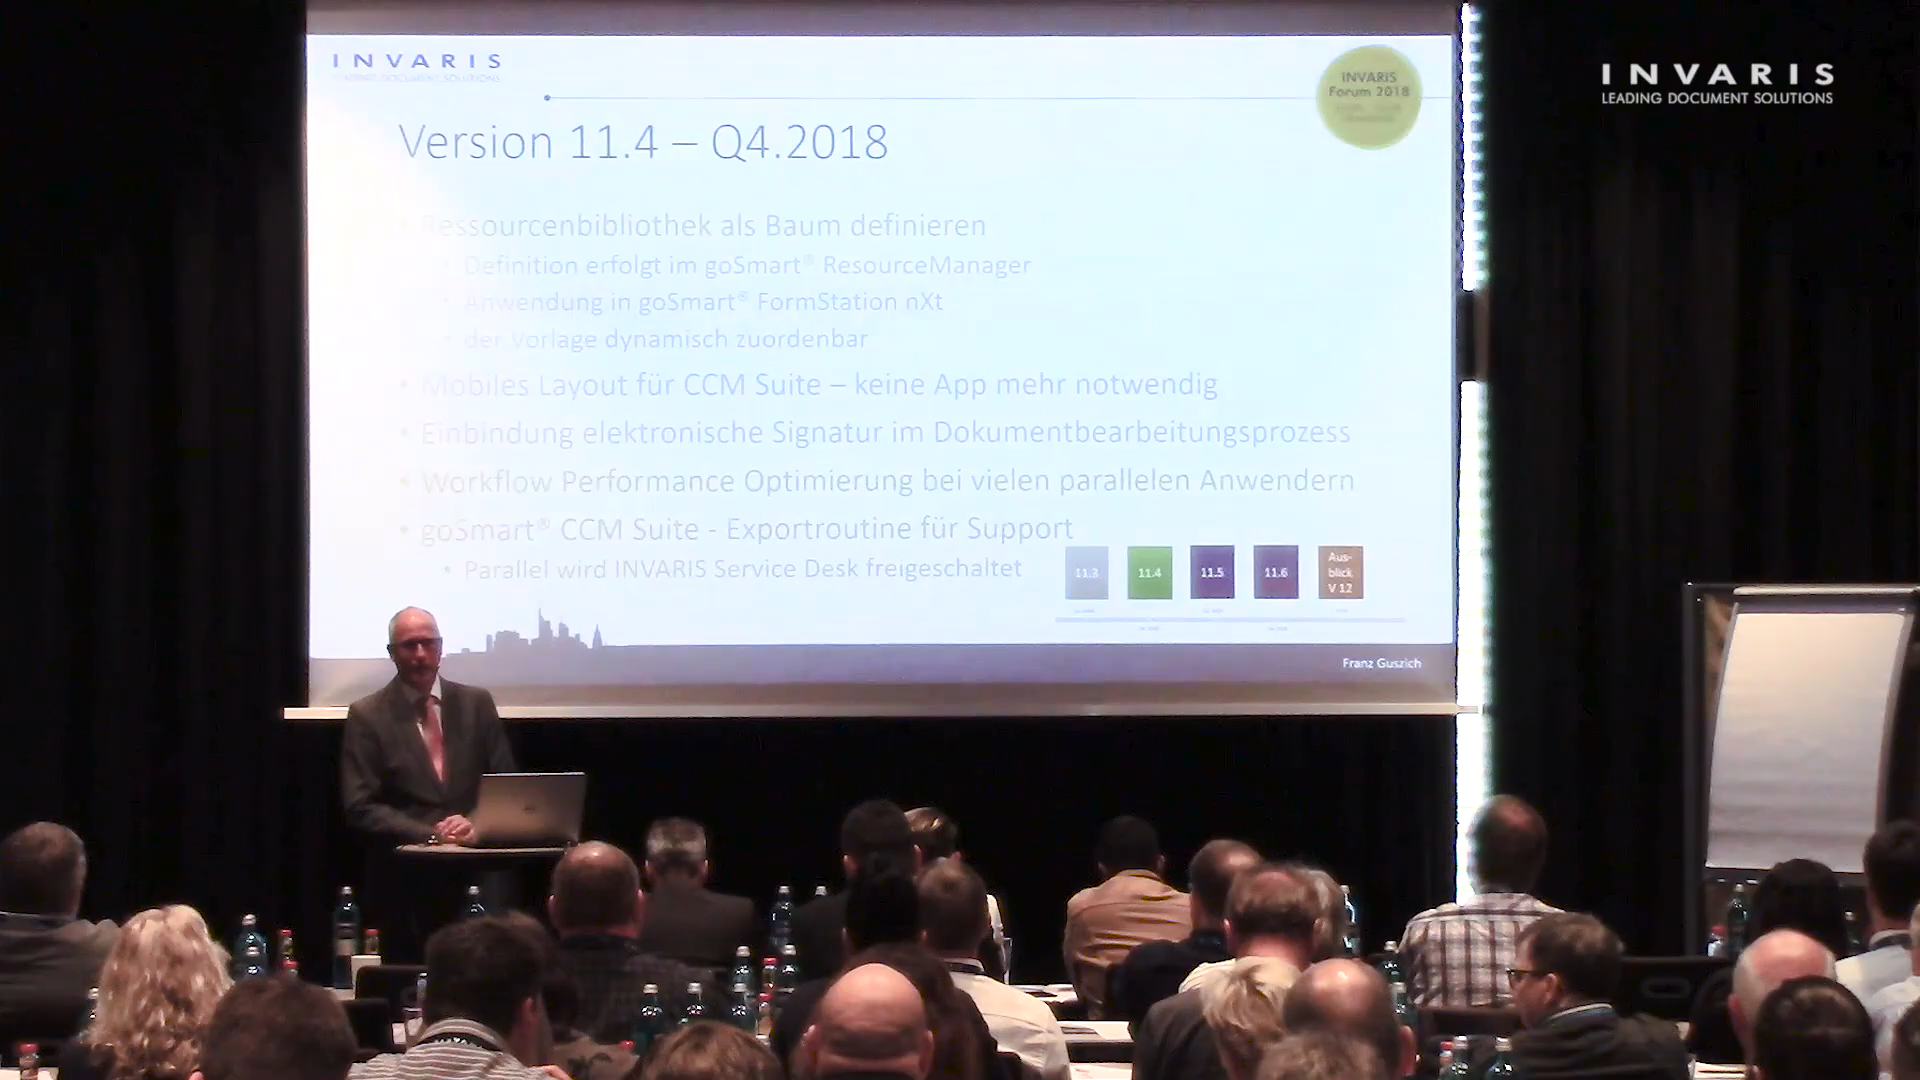 INVARIS
LEADING DOCUMENT SOLUTIONS
INVARIS
Forum 2018
INVARIS
LEADING DOCUMENT SOLUTIONS
Version 11.4 – Q4.2018
• Ressourcenbibliothek als Baum definieren
• Definition erfolgt im goSmart® ResourceManager
• Anwendung in goSmart® FormStation nXt
• der Vorlage dynamisch zuordenbar
• Mobiles Layout für CCM Suite – keine App mehr notwendig
• Einbindung elektronische Signatur im Dokumentbearbeitungsprozess
• Workflow Performance Optimierung bei vielen parallelen Anwendern
• goSmart® CCM Suite - Exportroutine für Support
• Parallel wird INVARIS Service Desk freigeschaltet
11.3
11.4
11.5
11.6
Aus-
blick
V 12
Franz Guszich